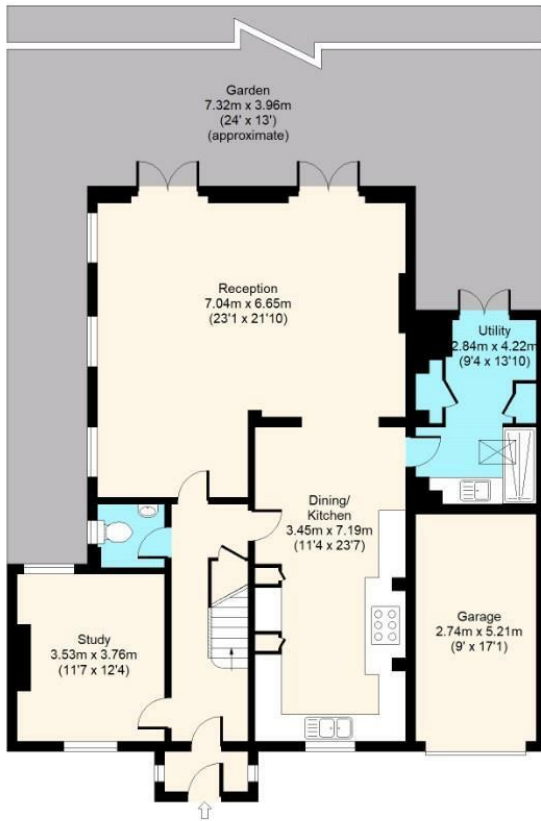 Garden
7.32m x 3.96m
(24' x 13')
(approximate)
Reception
7.04m x 6.65m
(23'1 x 21'10)
Utility
2.84m x 4.22m
(9'4 x 13'10)
Dining/
Kitchen
3.45m x 7.19m
(11'4 x 23'7)
Study
3.53m x 3.76m
(11'7 x 12'4)
Garage
2.74m x 5.21m
(9' x 17'1)